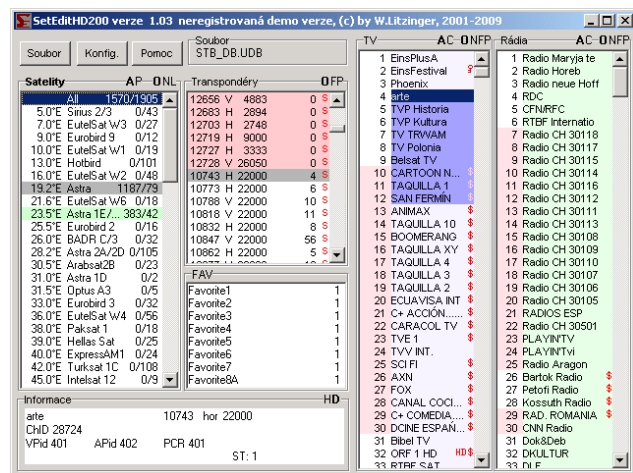 SetEditHD200 verze 1.03 neregistrovaná demo verze, (c) by W.Litzinger, 2001-2009
Soubor
Konfig.
Pomoc
Soubor
STB_DB.UDB
Satelity AP ONL
All 1570/1905
5.0°E Sirius 2/3 0/43
7.0°E EutelSat W3 0/27
9.0°E Eurobird 9 0/12
10.0°E EutelSat W1 0/19
13.0°E Hotbird 0/101
16.0°E EutelSat W2 0/48
19.2°E Astra 1187/79
21.6°E EutelSat W6 0/18
23.5°E Astra 1E/... 383/42
25.5°E Eurobird 2 0/16
26.0°E BADR C/3 0/32
28.2°E Astra 2A/2D 0/105
30.5°E Arabsat2B 0/23
31.0°E Astra 1D 0/2
31.5°E Optus A3 0/5
33.0°E Eurobird 3 0/32
36.0°E EutelSat W4 0/56
38.0°E Paksat 1 0/18
39.0°E Hellas Sat 0/25
40.0°E ExpressAM1 0/24
42.0°E Turksat 1C 0/108
45.0°E Intelsat 12 0/9
Transpondéry OFP
12656 V 4883 0 S
12683 H 2894 0 S
12703 H 2748 0 S
12719 H 9000 0 S
12727 H 3333 0 S
12728 V 26050 0 S
10743 H 22000 4 S
10773 H 22000 6 S
10788 V 22000 10 S
10818 V 22000 11 S
10832 H 22000 8 S
10847 V 22000 56 S
10862 H 22000 5 S
FAV
Favorite1 1
Favorite2 1
Favorite3 1
Favorite4 1
Favorite5 1
Favorite6 1
Favorite7 1
Favorite8A 1
TV AC ONFP
1 EinsPlusA
2 EinsFestival
3 Phoenix
4 arte
5 TVP Historia
6 TVP Kultura
7 TV TRWAM
8 TV Polonia
9 Belsat TV
10 CARTOON N... $
11 TAQUILLA 1 $
12 SAN FERMÍN $
13 ANIMAX $
14 TAQUILLA 10 $
15 BOOMERANG $
16 TAQUILLA XY $
17 TAQUILLA 4 $
18 TAQUILLA 3 $
19 TAQUILLA 2 $
20 ECUAVISA INT $
21 C+ ACCIÓN..... $
22 CARACOL TV $
23 TVE 1 $
24 TVV INT.
25 SCI FI $
26 AXN $
27 FOX $
28 CANAL COCI... $
29 C+ COMEDIA.... $
30 DCINE ESPAÑ... $
31 Bibel TV
32 ORF 1 HD HD$
33 RTBF SAT
Rádia AC ONFP
1 Radio Maryja te
2 Radio Horeb
3 Radio neue Hoff
4 RDC
5 CFN/RFC
6 RTBF Internatio
7 Radio CH 30118
8 Radio CH 30117
9 Radio CH 30115
10 Radio CH 30114
11 Radio CH 30116
12 Radio CH 30112
13 Radio CH 30111
14 Radio CH 30113
15 Radio CH 30108
16 Radio CH 30109
17 Radio CH 30110
18 Radio CH 30107
19 Radio CH 30106
20 Radio CH 30105
21 RADIOS ESP
22 Radio CH 30501
23 PLAYIN'TV
24 PLAYIN'TVi
25 Radio Aragon
26 Bartok Radio $
27 Petofi Radio $
28 Kossuth Radio $
29 RAD. ROMANIA $
30 CNN Radio
31 Dok&Deb
32 DKULTUR
33 DLF
Informace HD
arte 10743 hor 22000
ChID 28724
VPid 401 APid 402 PCR 401
ST: 1